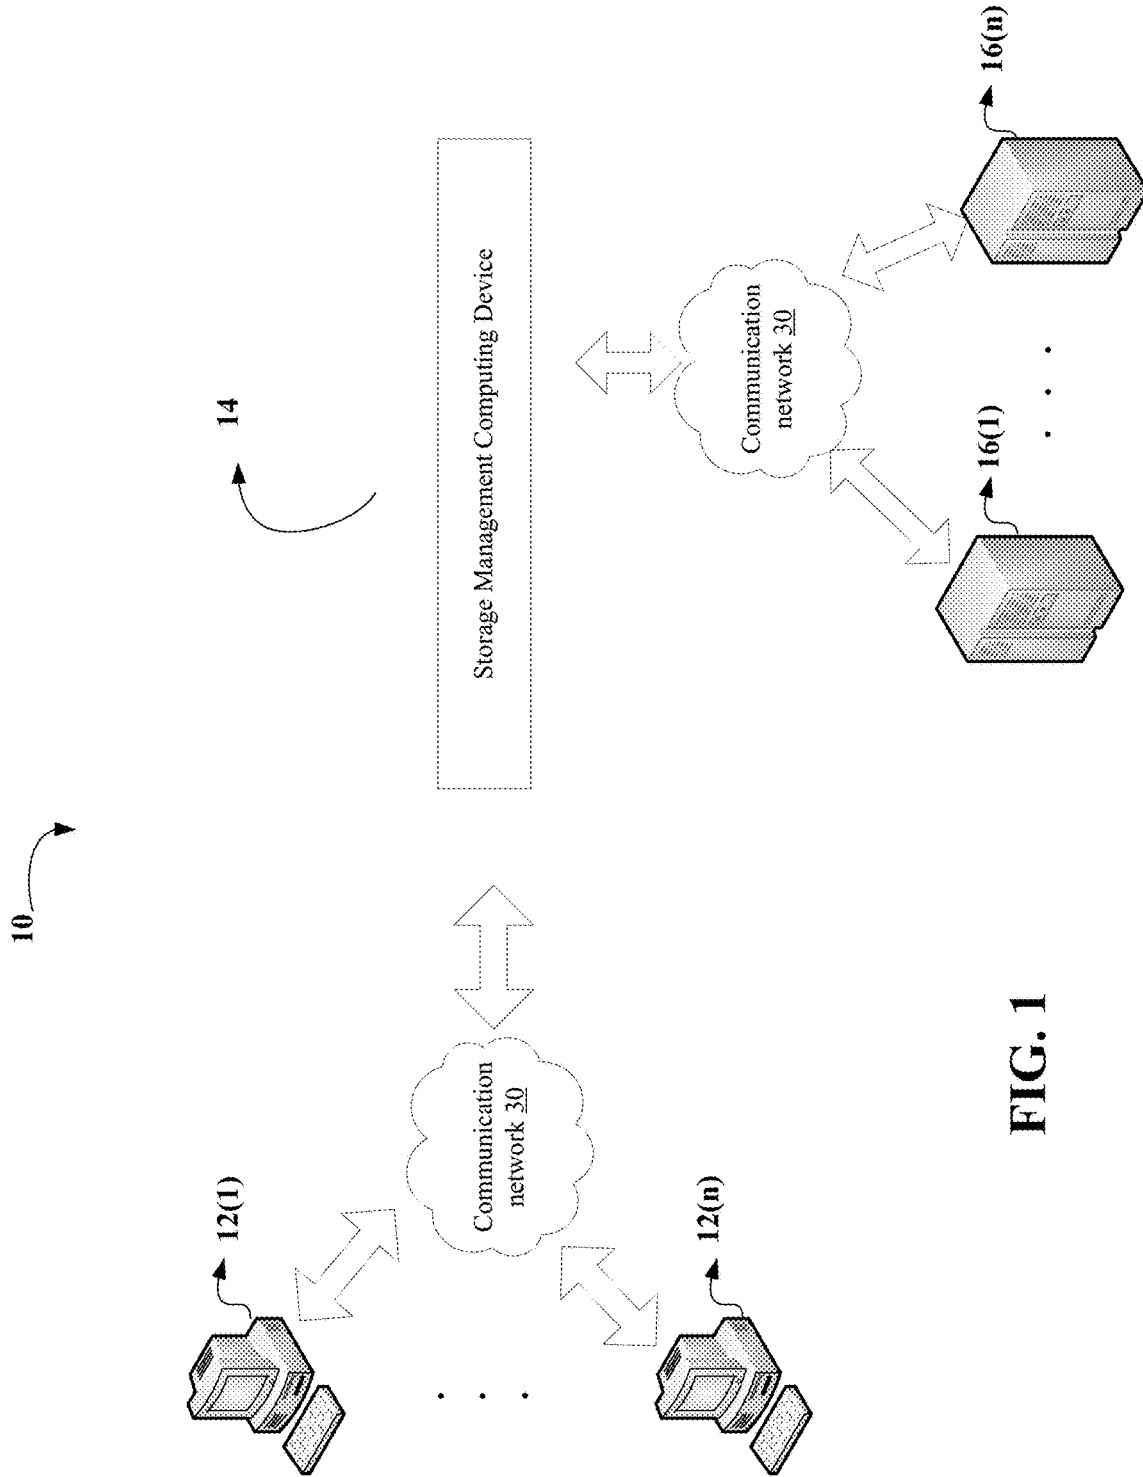 10
14
12(1)
Communication
network 30
Storage Management Computing Device
12(n)
Communication
network 30
16(1)
16(n)
FIG. 1